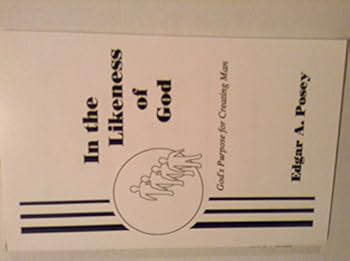 In the
Likeness
of
God
God's Purpose for Creating Man
Edgar A. Posey